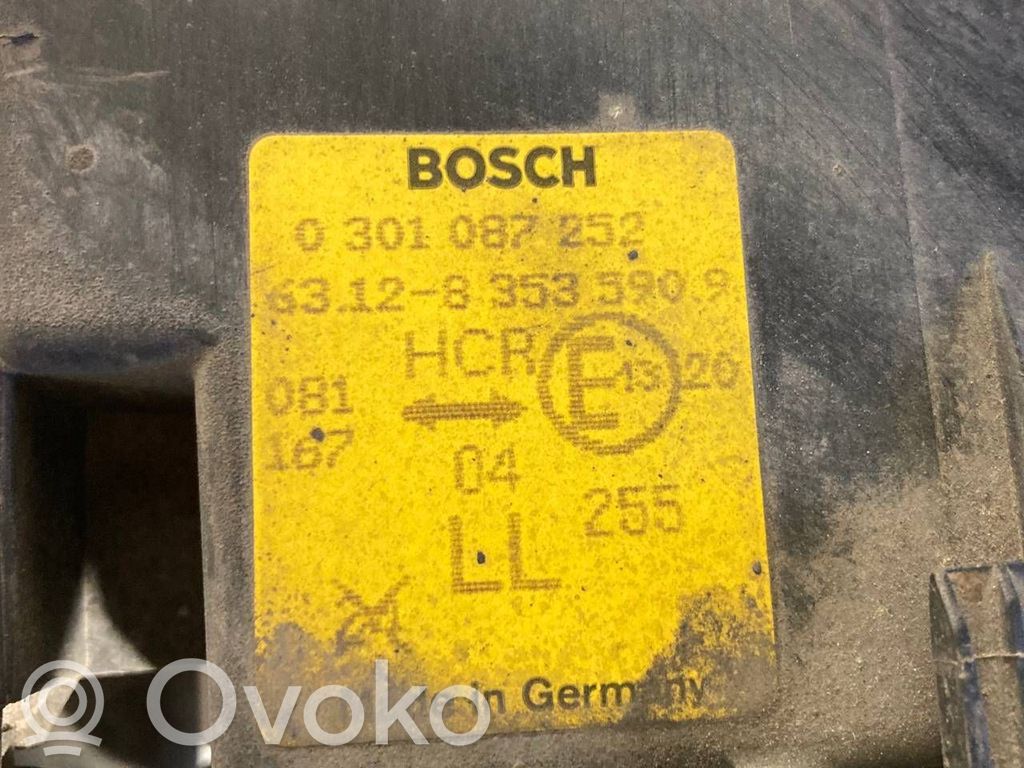 BOSCH
0 301 087 252
63.12-8 353 590.9
HCR E 13 20
081
167
04
255
LL
in Germany
Ovoko